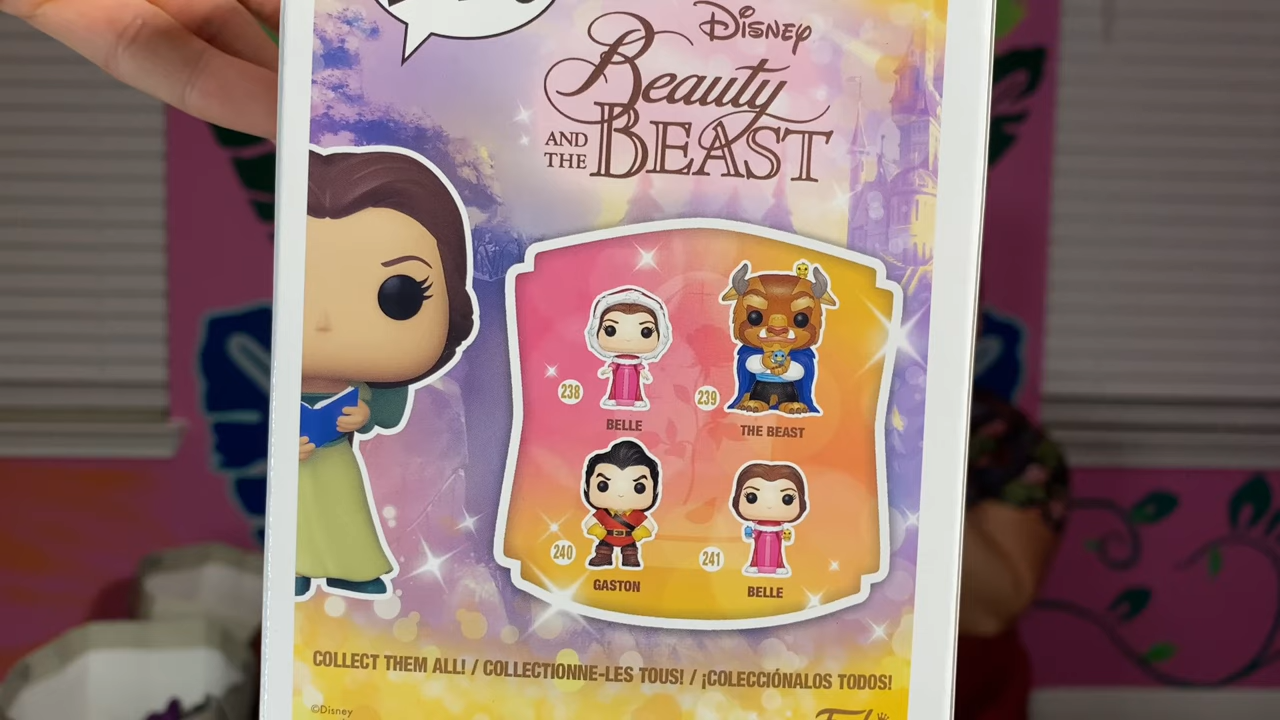 Disney
Beauty
AND THE BEAST
238
BELLE
239
THE BEAST
240
GASTON
241
BELLE
COLLECT THEM ALL! / COLLECTIONNE-LES TOUS! / ¡COLECCIÓNALOS TODOS!
©Disney